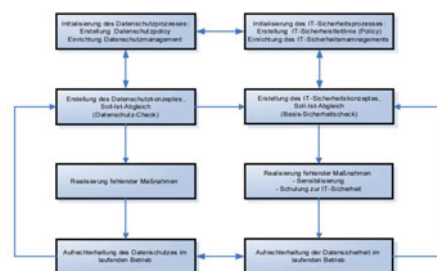 Initialisierung des Datenschutzprozesses:
Erstellung Datenschutzpolicy
Einrichtung Datenschutzmanagement
Initialisierung des IT-Sicherheitsprozesses:
Erstellung IT-Sicherheitsleitlinie (Policy)
Einrichtung des IT-Sicherheitsmamnagements
Erstellung des Datenschutzkonzeptes,
Soll-Ist-Abgleich
(Datenschutz-Check)
Erstellung des IT-Sicherheitskonzeptes,
Soll-Ist-Abgleich
(Basis-Sicherheitscheck)
Realisierung fehlender Maßnahmen
Realisierung fehlender Maßnahmen
- Sensibilisierung
- Schulung zur IT-Sicherheit
Aufrechterhaltung des Datenschutzes im
laufenden Betrieb
Aufrechterhaltung der Datensicherheit im
laufenden Betrieb